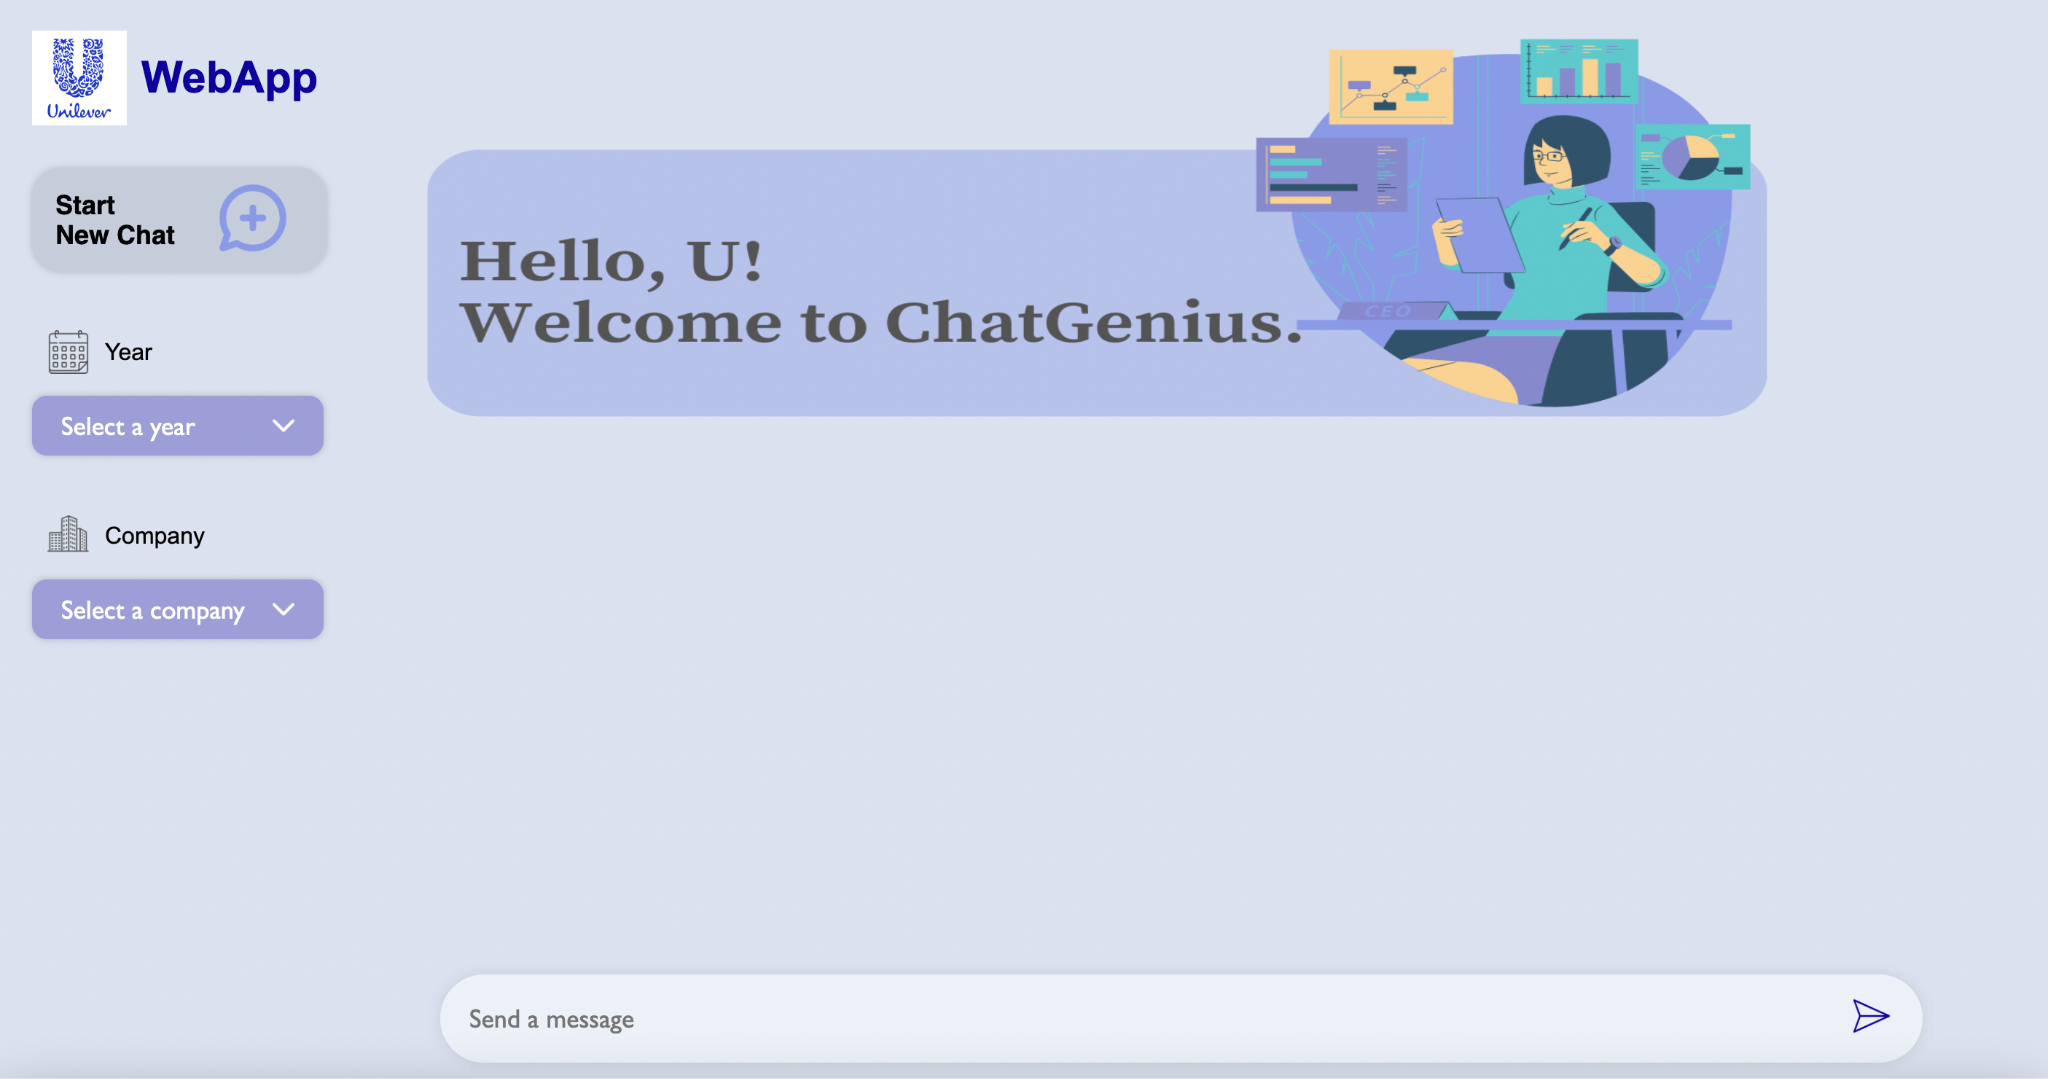 Unilever
WebApp
Start
New Chat
Year
Select a year
Company
Select a company
Hello, U!
Welcome to ChatGenius.
CEO
Send a message